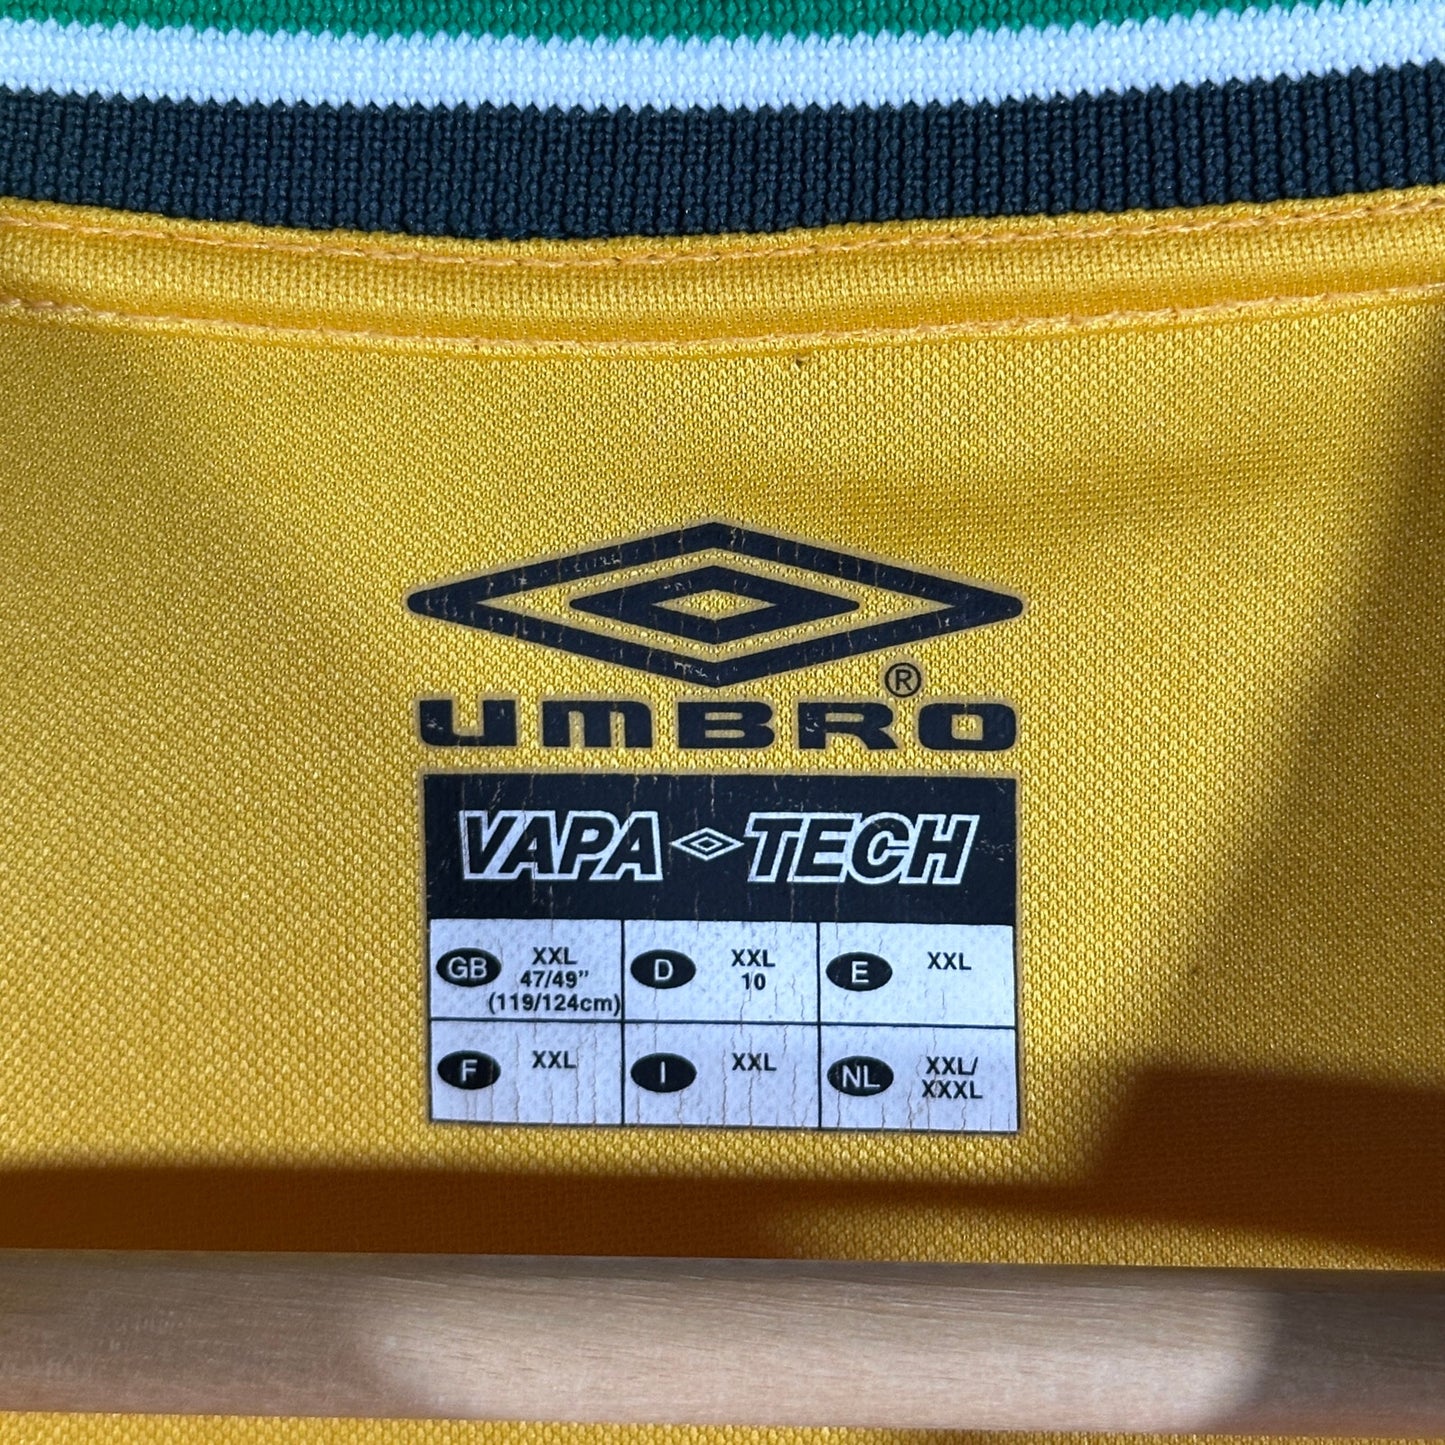 ®
UMBRO
VAPA TECH
GB XXL
47/49"
(119/124cm)
D XXL
10
E XXL
F XXL
I XXL
NL XXL/
XXXL